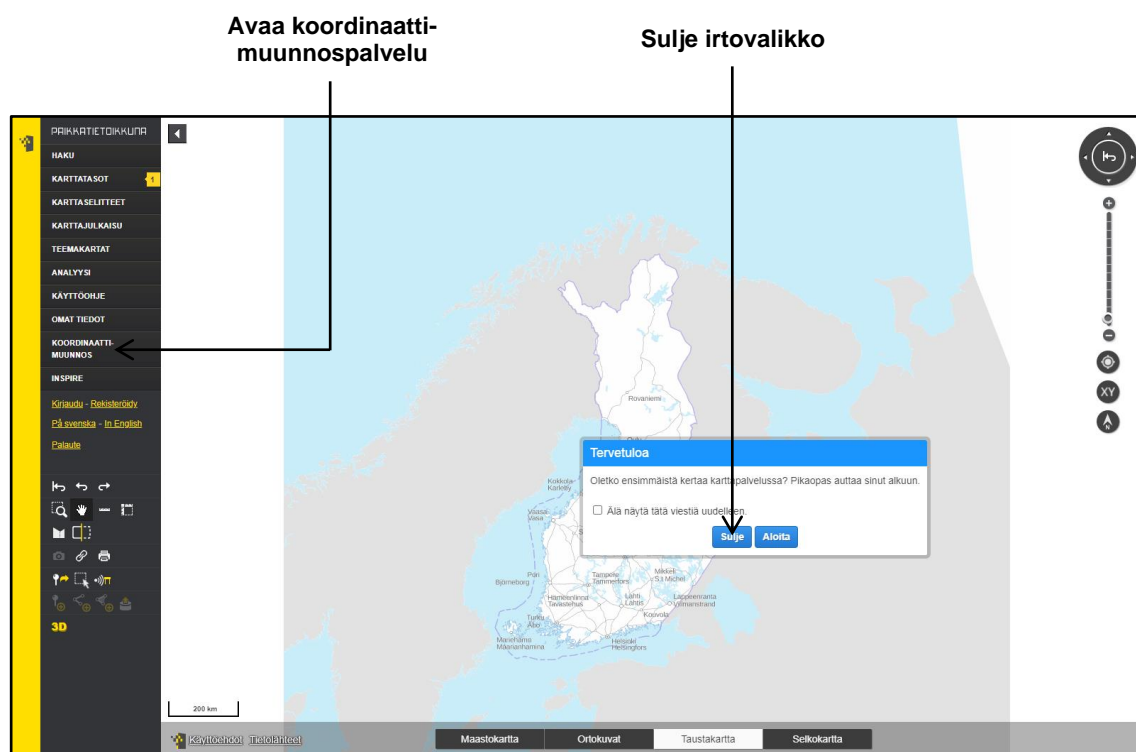 Avaa koordinaatti-
muunnospalvelu
Sulje irtovalikko
PAIKKATIETOIKKUNA
HAKU
KARTTATASOT
1
KARTTASELITTEET
KARTTAJULKAISU
TEEMAKARTAT
ANALYYSI
KÄYTTÖOHJE
OMAT TIEDOT
KOORDINAATTI-
MUUNNOS
INSPIRE
Kirjaudu - Rekisteröidy
På svenska - In English
Palaute
3D
XY
N
Rovaniemi
Oulu
Kokkola
Karleby
Vaasa
Vasa
Tervetuloa
Oletko ensimmäistä kertaa karttapalvelussa? Pikaopas auttaa sinut alkuun.
Älä näytä tätä viestiä uudelleen.
Sulje
Aloita
Pori
Björneborg
Tampere
Tammerfors
Mikkeli
S:t Michel
Hämeenlinna
Tavastehus
Lahti
Lahtis
Lappeenranta
Villmanstrand
Kouvola
Turku
Åbo
Maarianhamina
Helsinki
Helsingfors
200 km
Käyttöehdot Tietolähteet
Maastokartta
Ortokuvat
Taustakartta
Selkokartta